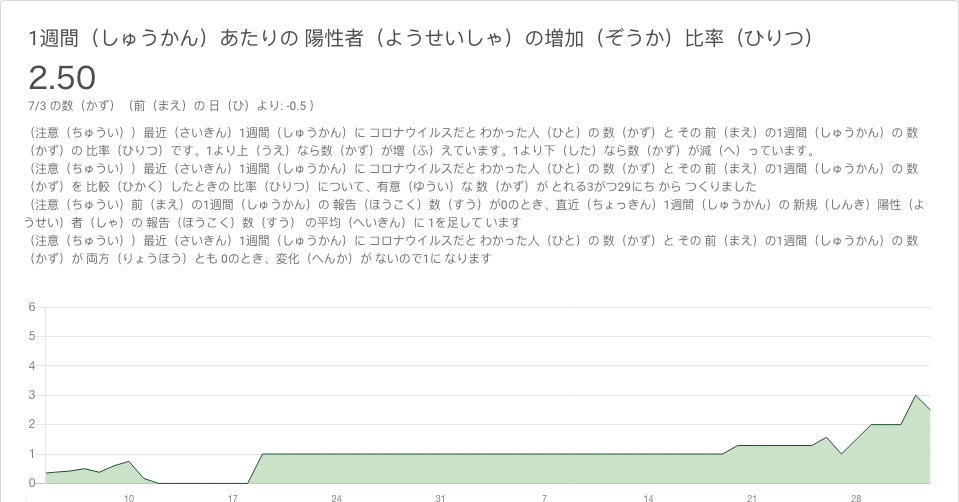 1週間（しゅうかん）あたりの 陽性者（ようせいしゃ）の増加（ぞうか）比率（ひりつ）
2.50
7/3 の数（かず）（前（まえ）の 日（ひ）より: -0.5 ）
（注意（ちゅうい））最近（さいきん）1週間（しゅうかん）に コロナウイルスだと わかった人（ひと）の 数（かず）と その 前（まえ）の1週間（しゅうかん）の 数
（かず）の 比率（ひりつ）です。1より上（うえ）なら数（かず）が増（ふ）えています。1より下（した）なら数（かず）が減（へ）っています。
（注意（ちゅうい））最近（さいきん）1週間（しゅうかん）に コロナウイルスだと わかった人（ひと）の 数（かず）と その 前（まえ）の1週間（しゅうかん）の 数
（かず）を 比較（ひかく）したときの 比率（ひりつ）について、有意（ゆうい）な 数（かず）が とれる3がつ29にち から つくりました
（注意（ちゅうい）前（まえ）の1週間（しゅうかん）の 報告（ほうこく）数（すう）が0のとき、直近（ちょっきん）1週間（しゅうかん）の 新規（しんき）陽性（よ
うせい）者（しゃ）の 報告（ほうこく）数（すう） の平均（へいきん）に 1を足して います
（注意（ちゅうい））最近（さいきん）1週間（しゅうかん）に コロナウイルスだと わかった人（ひと）の 数（かず）と その 前（まえ）の1週間（しゅうかん）の 数
（かず）が 両方（りょうほう）とも 0のとき、変化（へんか）が ないので1に なります
6
5
4
3
2
1
0
10 17 24 31 7 14 21 28